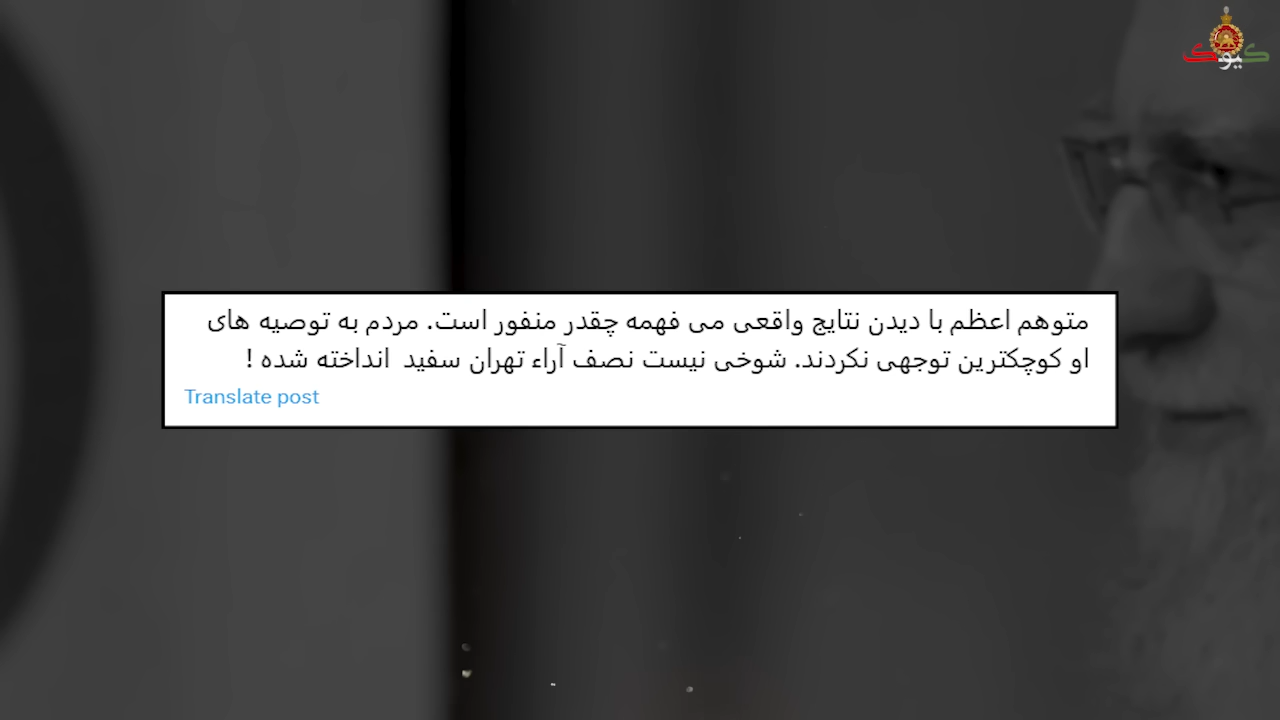 کیوک
متوهم اعظم با دیدن نتایج واقعی می فهمه چقدر منفور است. مردم به توصیه های
او کوچکترین توجهی نکردند. شوخی نیست نصف آراء تهران سفید انداخته شده !
Translate post